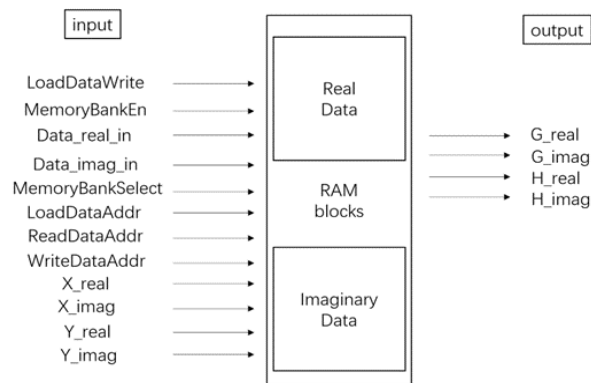 input
output
LoadDataWrite
MemoryBankEn
Data_real_in
Data_imag_in
MemoryBankSelect
LoadDataAddr
ReadDataAddr
WriteDataAddr
X_real
X_imag
Y_real
Y_imag
Real
Data
RAM
blocks
Imaginary
Data
G_real
G_imag
H_real
H_imag